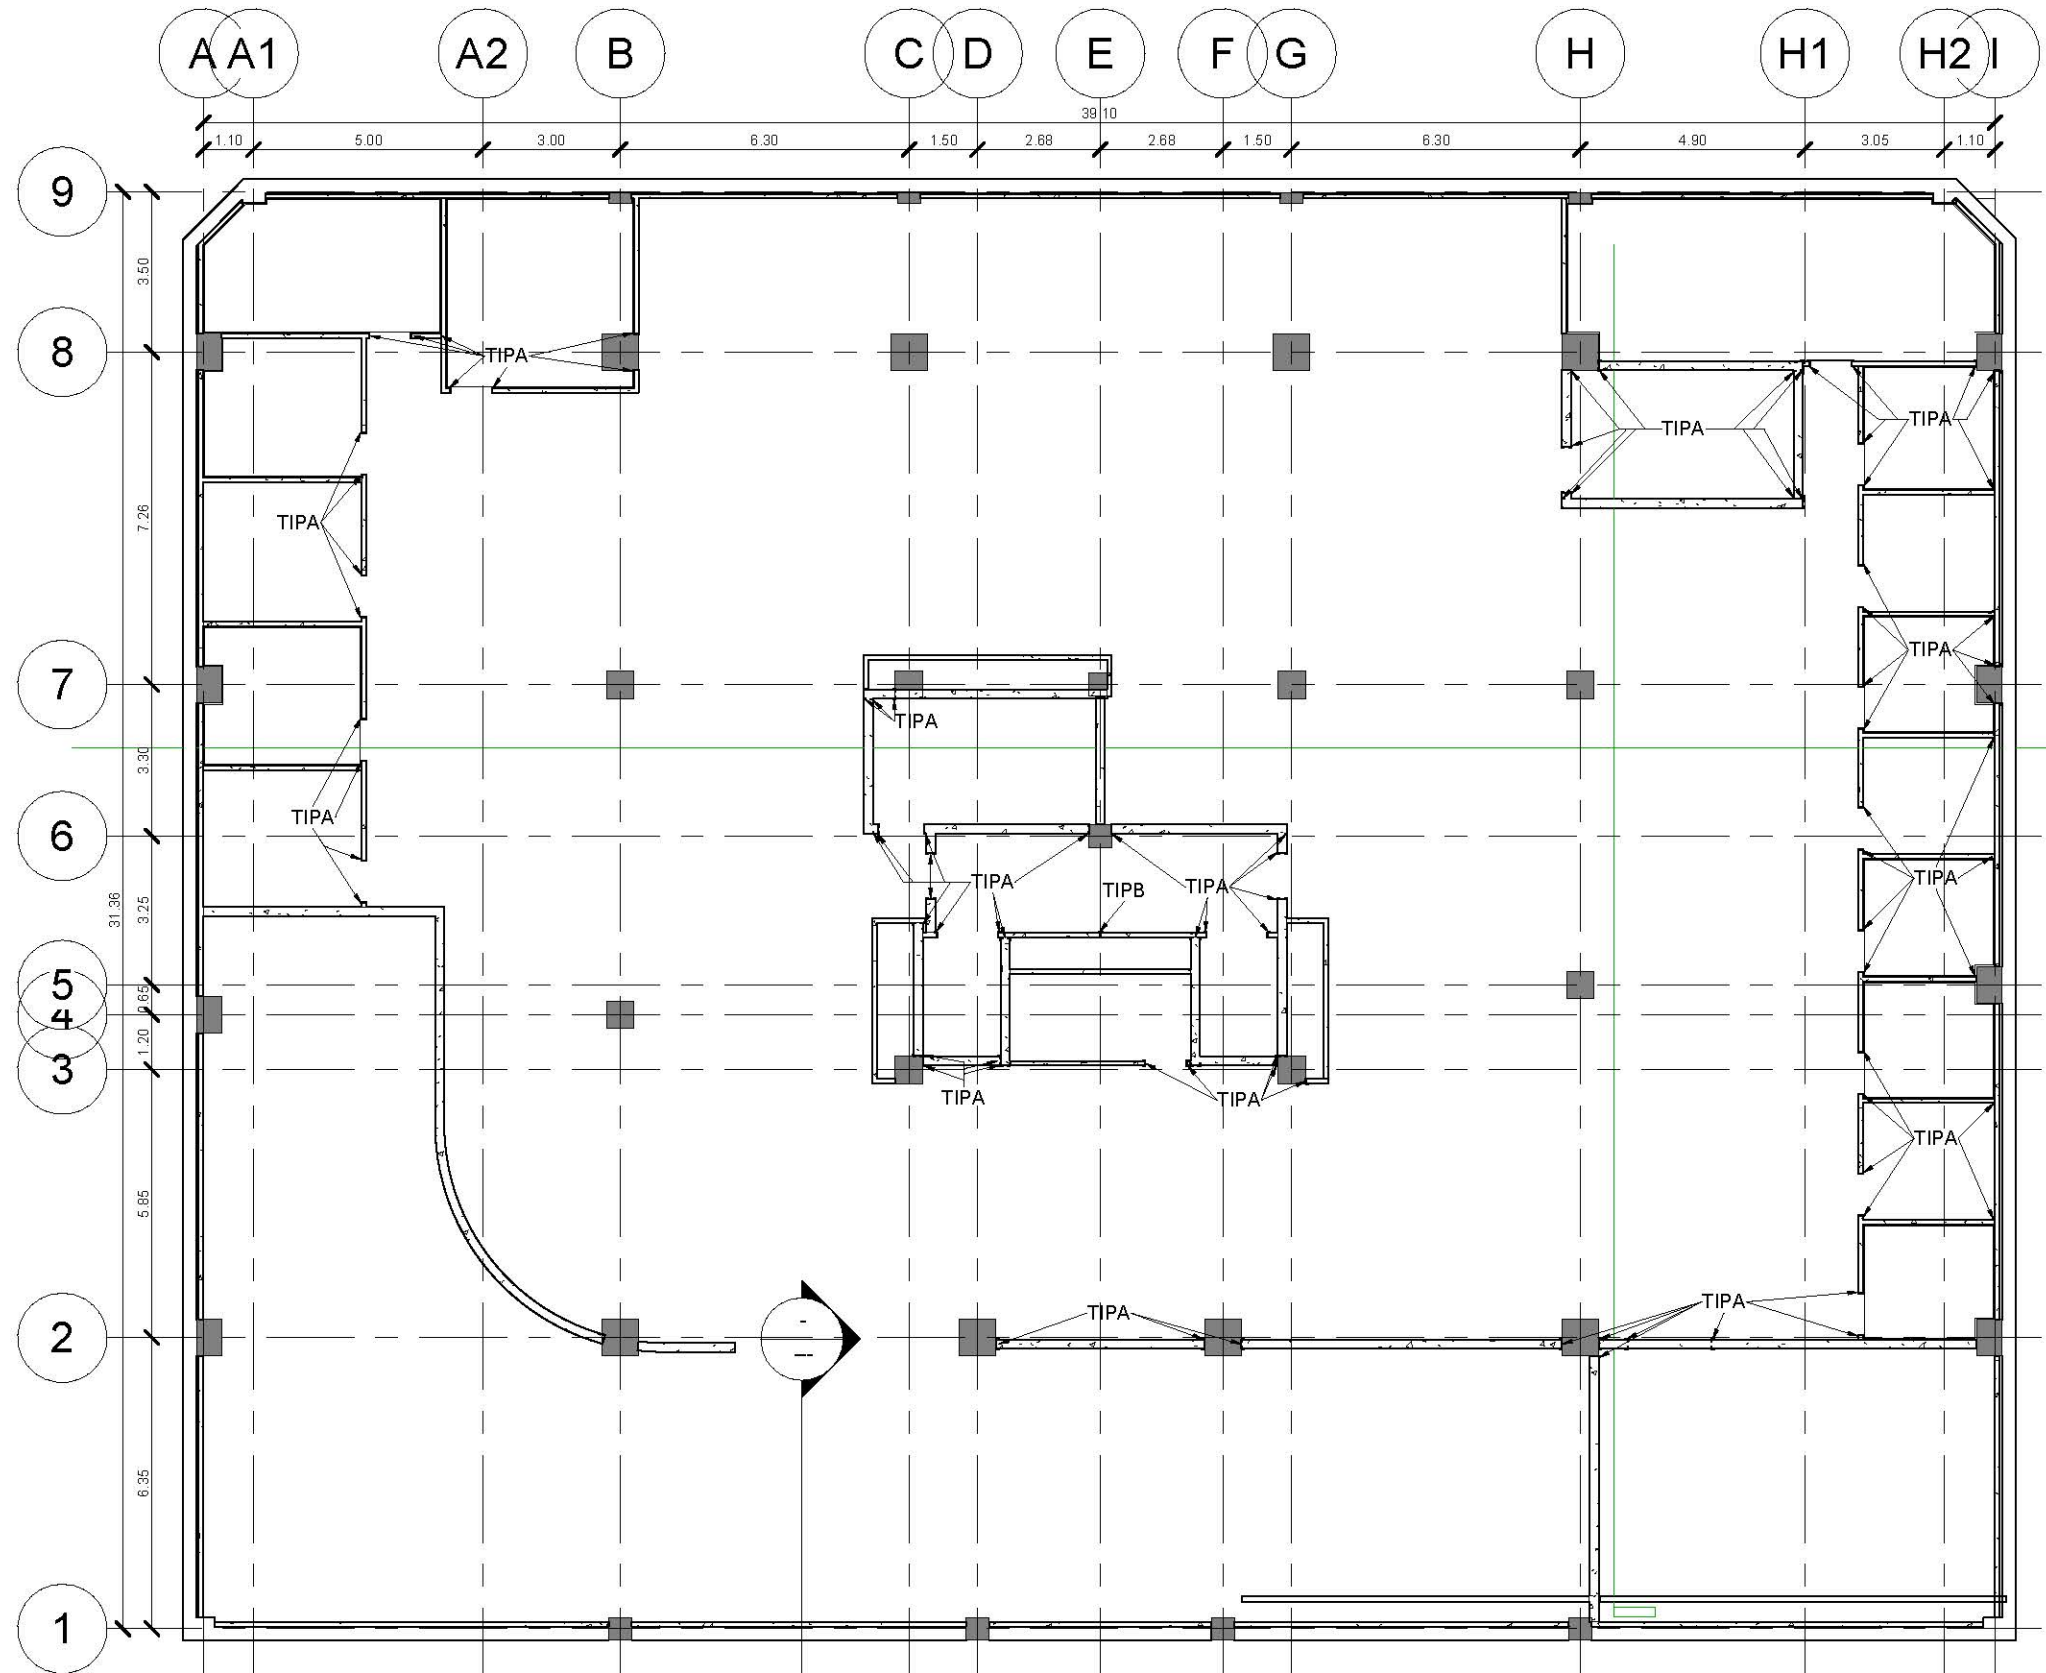 A A1 A2 B C D E F G H H1 H2 I
39.10
1.10 5.00 3.00 6.30 1.50 2.68 2.68 1.50 6.30 4.90 3.05 1.10
9
3.50
8
TIPA
TIPA
TIPA
7.26
TIPA
TIPA
7
TIPA
3.30
TIPA
6
TIPA
TIPB
TIPA
TIPA
31.36
3.25
5
0.65
4
1.20
3
TIPA
TIPA
TIPA
5.85
TIPA
TIPA
2
-
--
6.35
1